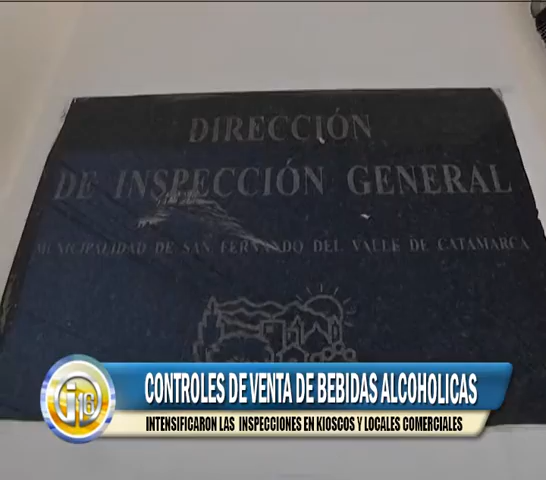 DIRECCIÓN
DE INSPECCIÓN GENERAL
MUNICIPALIDAD DE SAN FERNANDO DEL VALLE DE CATAMARCA
CONTROLES DE VENTA DE BEBIDAS ALCOHOLICAS
INTENSIFICARON LAS INSPECCIONES EN KIOSCOS Y LOCALES COMERCIALES
i16